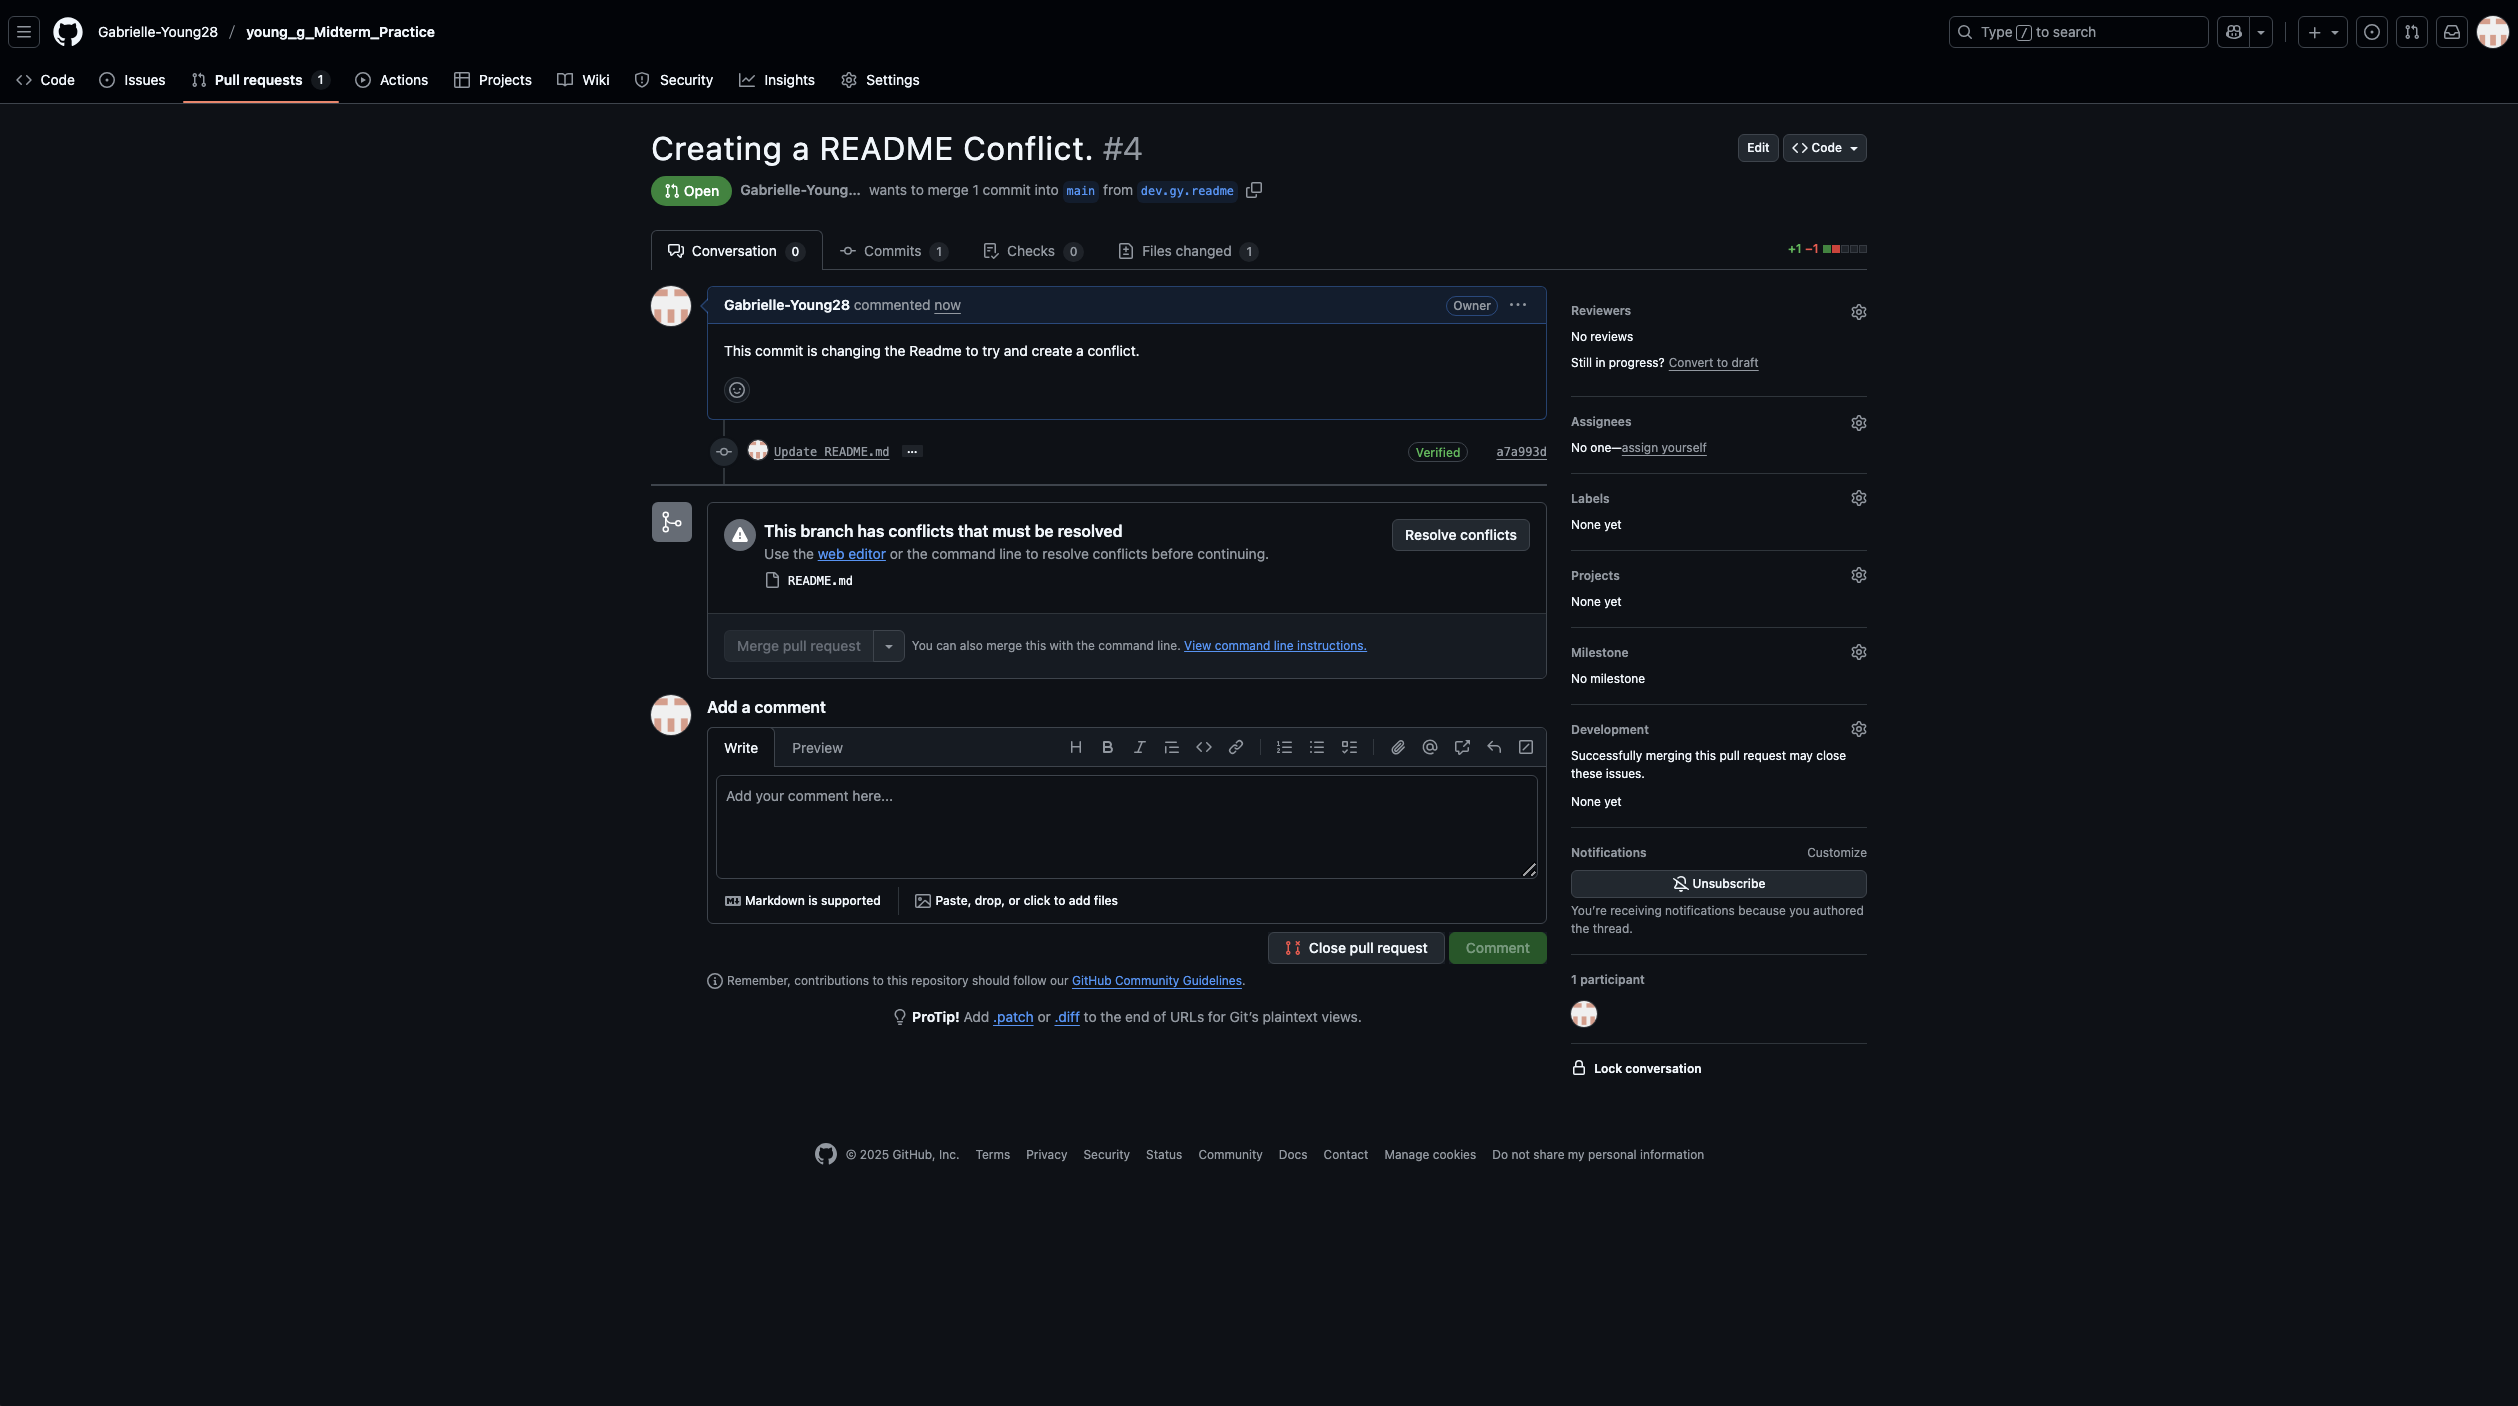 Gabrielle-Young28 / young_g_Midterm_Practice
Type / to search
Code
Issues
Pull requests 1
Actions
Projects
Wiki
Security
Insights
Settings
Creating a README Conflict. #4
Edit
Code
Open
Gabrielle-Young... wants to merge 1 commit into main from dev.gy.readme
Conversation 0
Commits 1
Checks 0
Files changed 1
+1 −1
Gabrielle-Young28 commented now
Owner
This commit is changing the Readme to try and create a conflict.
Update README.md
Verified
a7a993d
This branch has conflicts that must be resolved
Use the web editor or the command line to resolve conflicts before continuing.
README.md
Resolve conflicts
Merge pull request
You can also merge this with the command line. View command line instructions.
Add a comment
Write
Preview
Add your comment here...
Markdown is supported
Paste, drop, or click to add files
Close pull request
Comment
Remember, contributions to this repository should follow our GitHub Community Guidelines.
ProTip! Add .patch or .diff to the end of URLs for Git's plaintext views.
Reviewers
No reviews
Still in progress? Convert to draft
Assignees
No one—assign yourself
Labels
None yet
Projects
None yet
Milestone
No milestone
Development
Successfully merging this pull request may close
these issues.
None yet
Notifications
Customize
Unsubscribe
You're receiving notifications because you authored
the thread.
1 participant
Lock conversation
© 2025 GitHub, Inc.
Terms
Privacy
Security
Status
Community
Docs
Contact
Manage cookies
Do not share my personal information